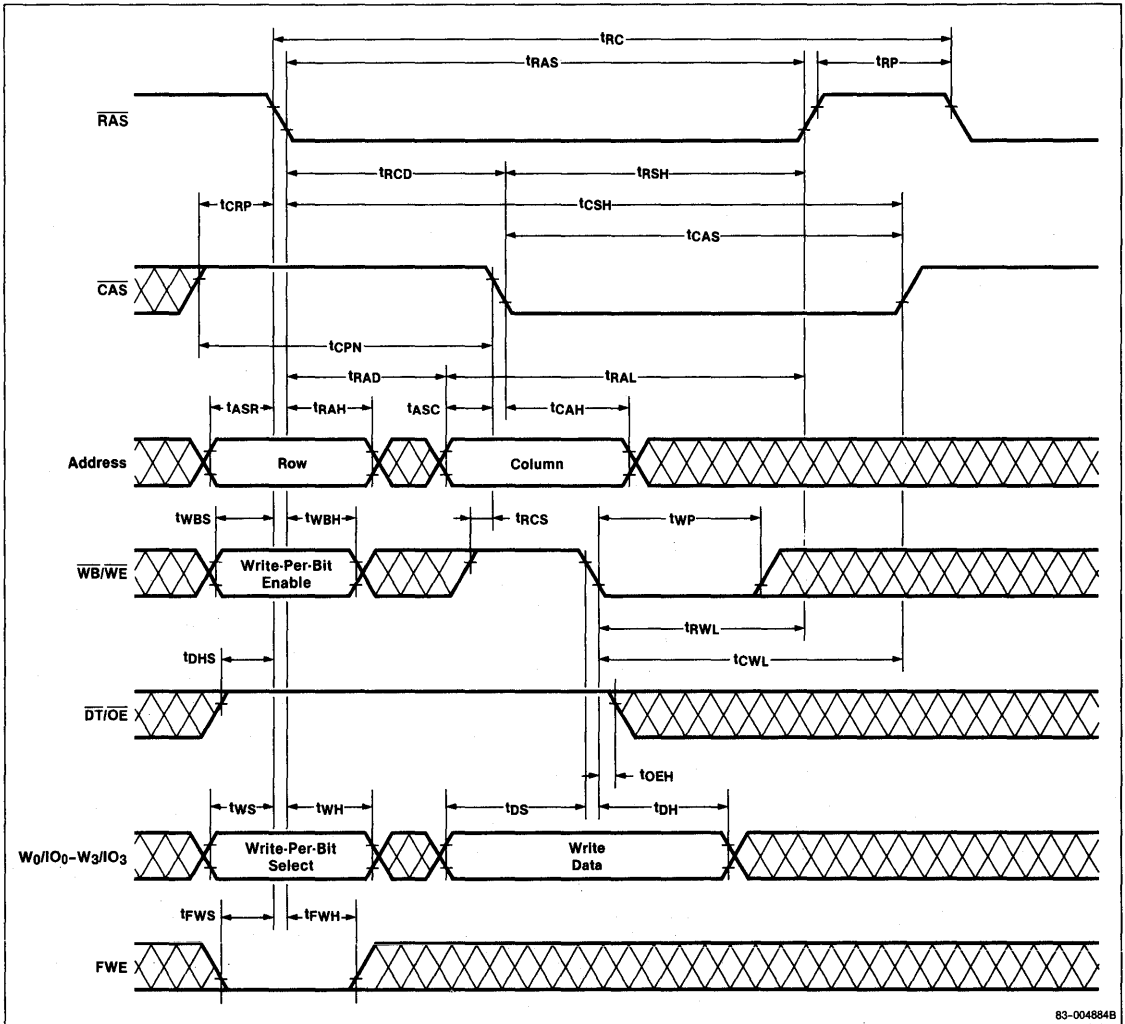 tRC
tRAS
tRP
RAS
tRCD
tRSH
tCRP
tCSH
tCAS
CAS
tCPN
tRAD
tRAL
tASR
tRAH
tASC
tCAH
Address
Row
Column
tWBS
tWBH
tRCS
tWP
WB/WE
Write-Per-Bit
Enable
tRWL
tDHS
tCWL
DT/OE
tOEH
tWS
tWH
tDS
tDH
W0/IO0–W3/IO3
Write-Per-Bit
Select
Write
Data
tFWS
tFWH
FWE
83-004884B